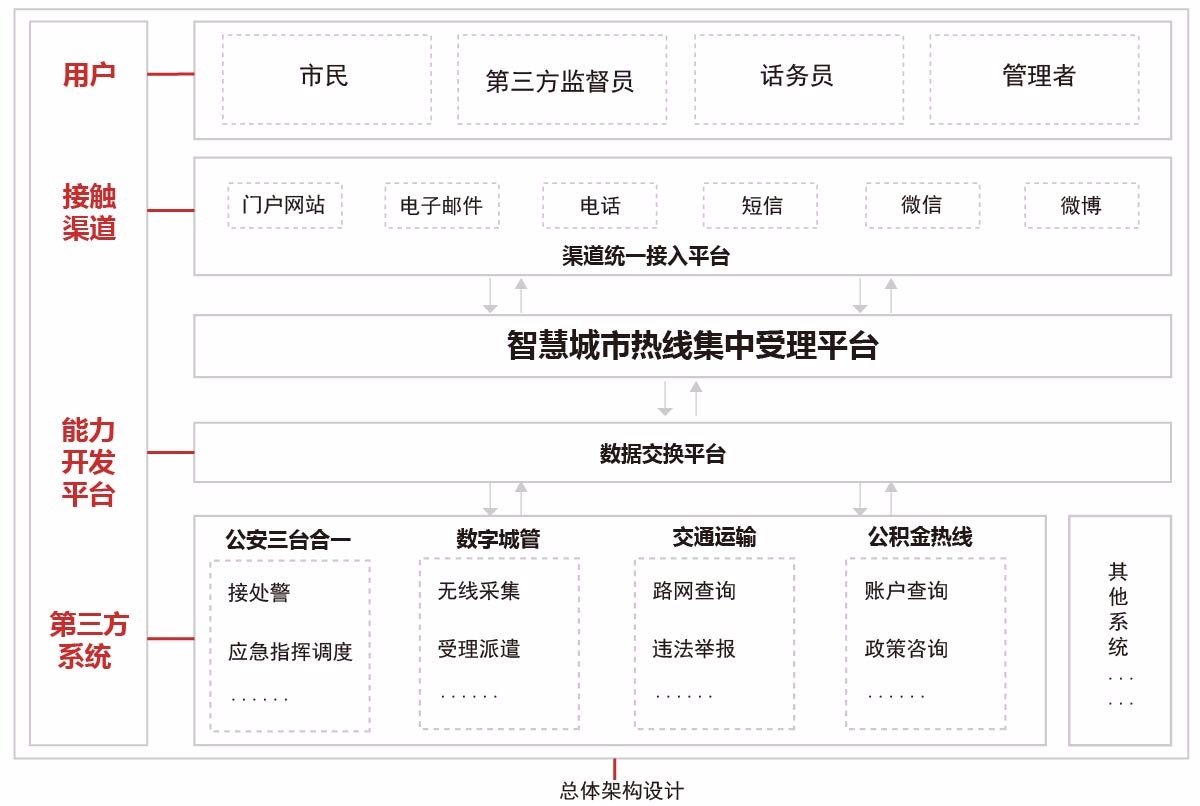 用户
市民
第三方监督员
话务员
管理者
接触
渠道
门户网站
电子邮件
电话
短信
微信
微博
渠道统一接入平台
智慧城市热线集中受理平台
能力
开发
平台
数据交换平台
第三方
系统
公安三台合一
接处警
应急指挥调度
......
数字城管
无线采集
受理派遣
......
交通运输
路网查询
违法举报
......
公积金热线
账户查询
政策咨询
......
其
他
系
统
...
...
总体架构设计